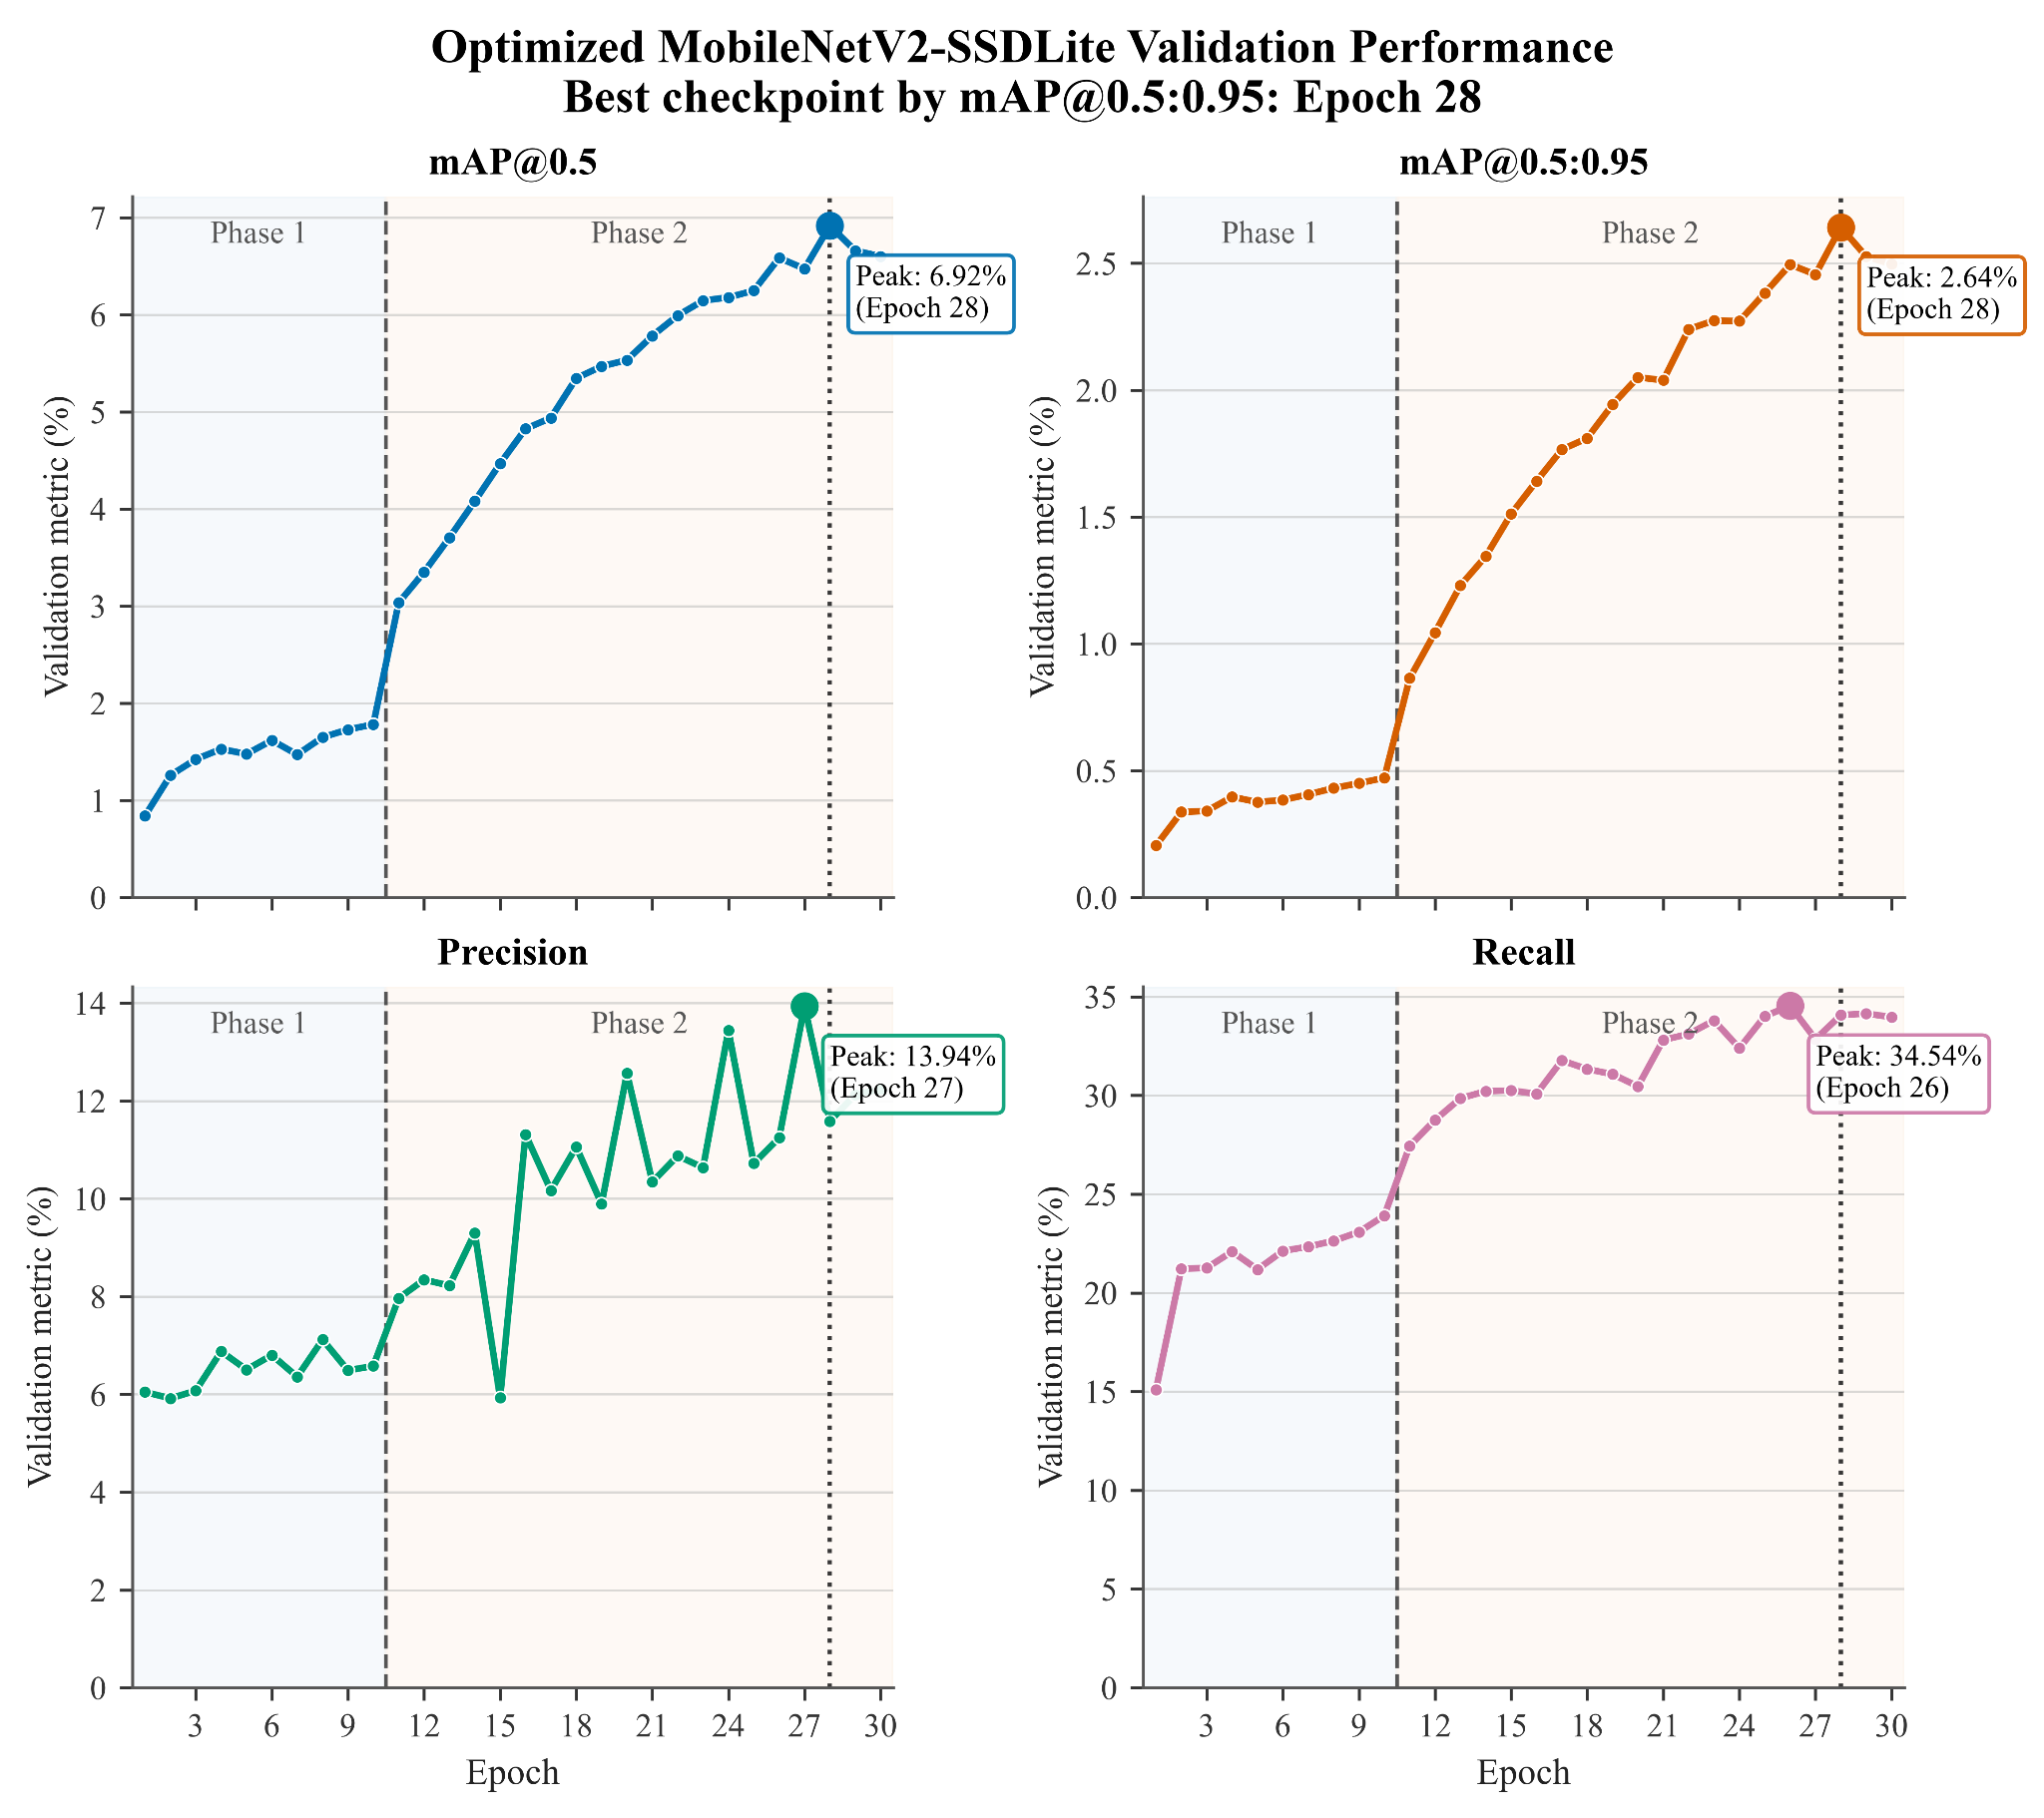 Optimized MobileNetV2-SSDLite Validation Performance
Best checkpoint by mAP@0.5:0.95: Epoch 28
mAP@0.5
Validation metric (%)
7
6
5
4
3
2
1
0
Phase 1
Phase 2
Peak: 6.92%
(Epoch 28)
mAP@0.5:0.95
Validation metric (%)
2.5
2.0
1.5
1.0
0.5
0.0
Phase 1
Phase 2
Peak: 2.64%
(Epoch 28)
Precision
Validation metric (%)
14
12
10
8
6
4
2
0
Phase 1
Phase 2
Peak: 13.94%
(Epoch 27)
3 6 9 12 15 18 21 24 27 30
Epoch
Recall
Validation metric (%)
35
30
25
20
15
10
5
0
Phase 1
Phase 2
Peak: 34.54%
(Epoch 26)
3 6 9 12 15 18 21 24 27 30
Epoch